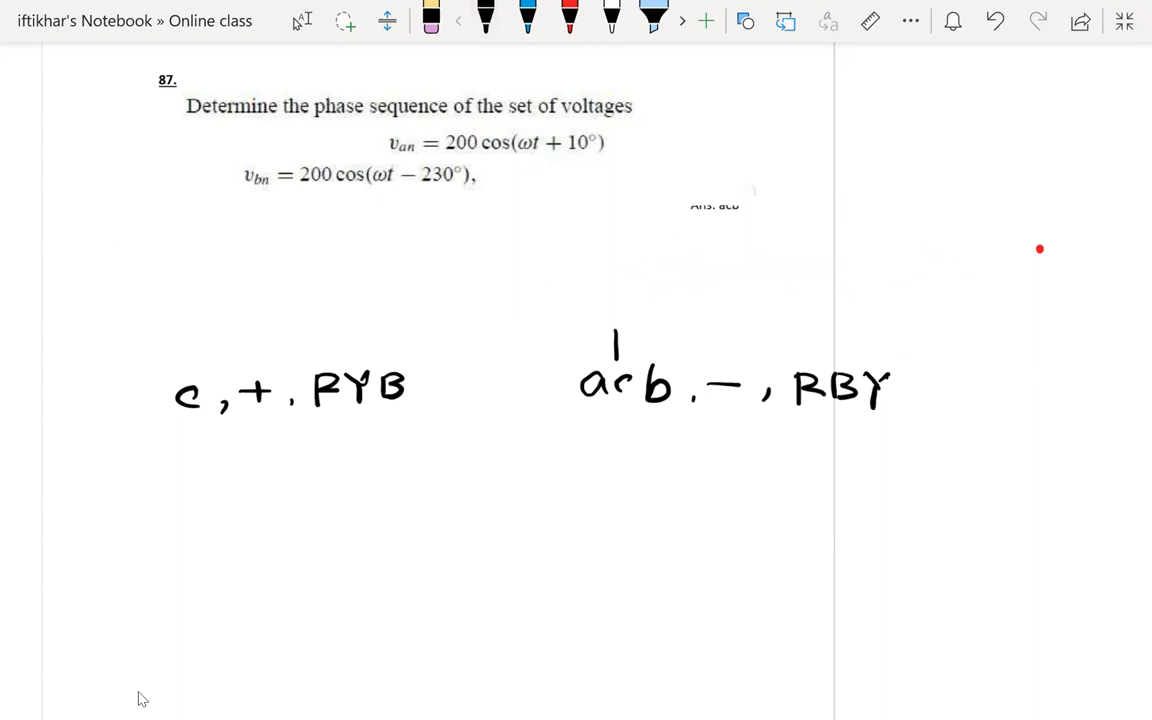 iftikhar's Notebook » Online class
87.
Determine the phase sequence of the set of voltages
v_an = 200 cos(ωt + 10°)
v_bn = 200 cos(ωt − 230°),
c, +, RYB
acb, −, RBY